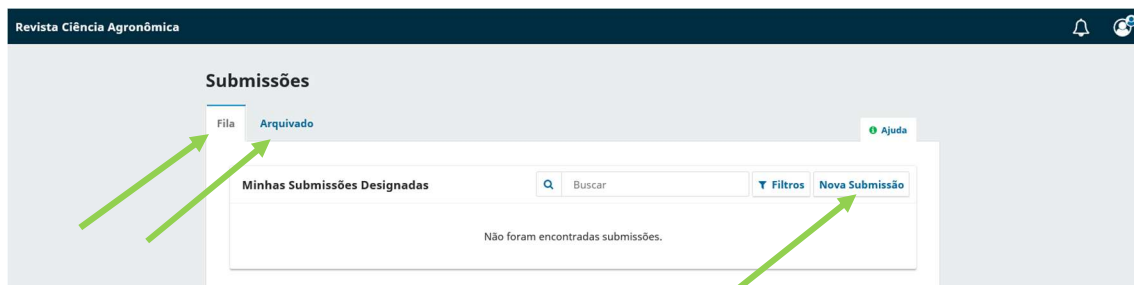 Revista Ciência Agronômica
Submissões
Fila Arquivado
Ajuda
Minhas Submissões Designadas Buscar Filtros Nova Submissão
Não foram encontradas submissões.